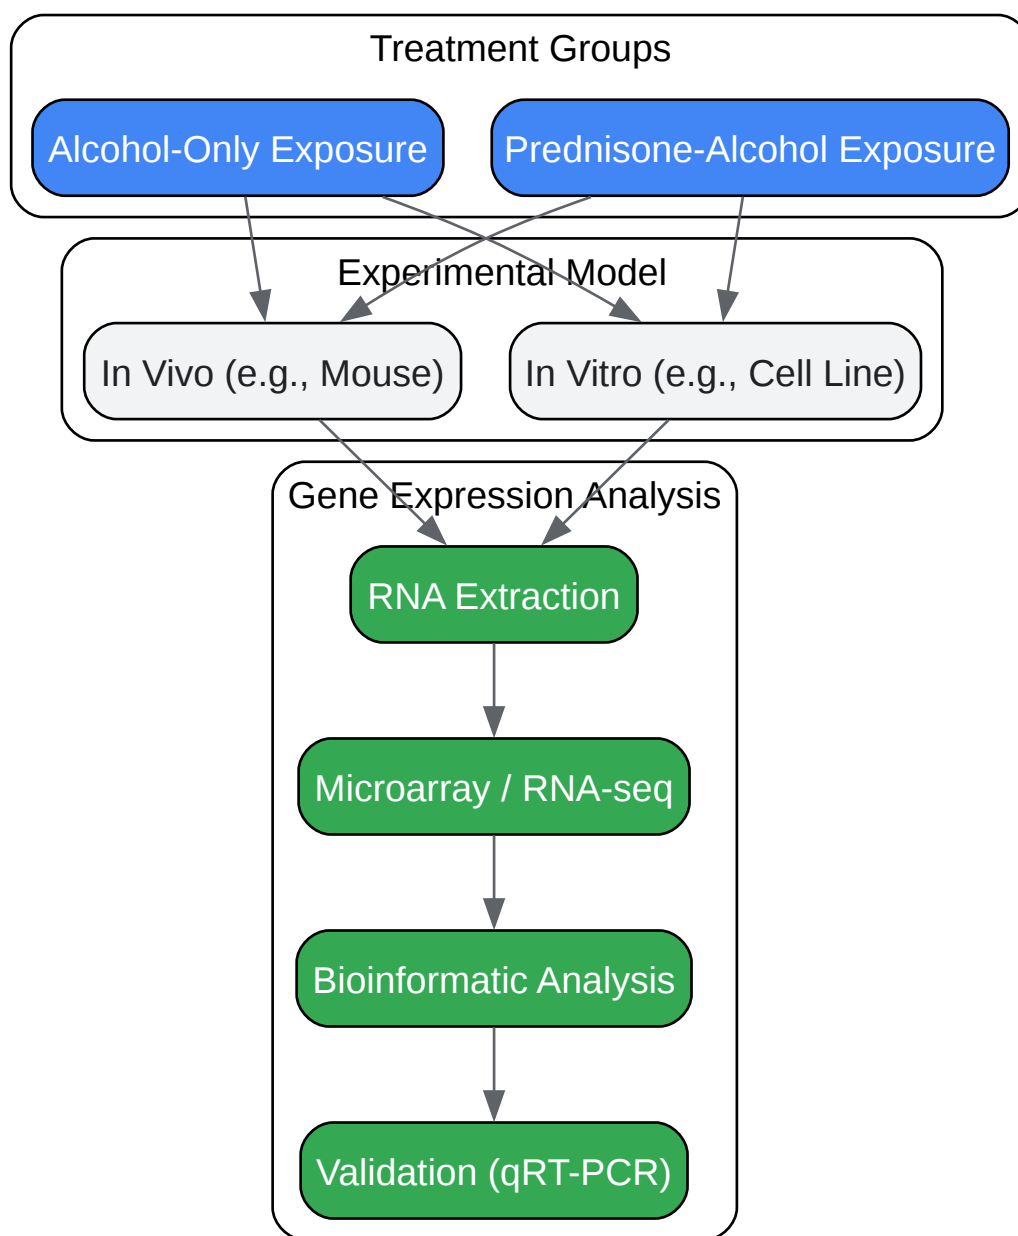 Treatment Groups
Alcohol-Only Exposure
Prednisone-Alcohol Exposure
Experimental Model
In Vivo (e.g., Mouse)
In Vitro (e.g., Cell Line)
Gene Expression Analysis
RNA Extraction
Microarray / RNA-seq
Bioinformatic Analysis
Validation (qRT-PCR)